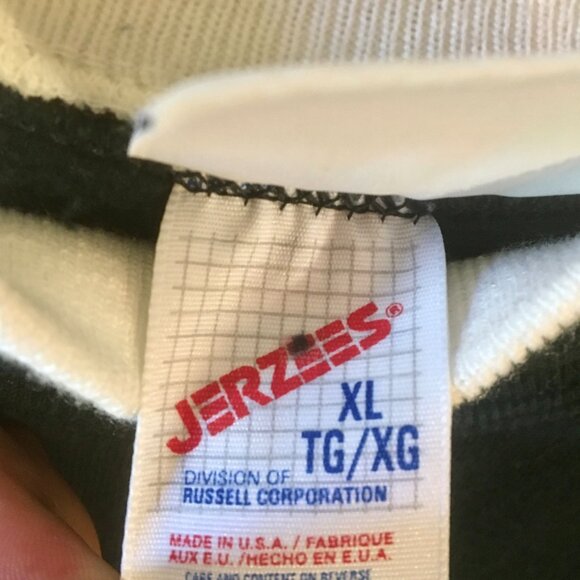 JERZEES®
XL
TG/XG
DIVISION OF
RUSSELL CORPORATION
MADE IN U.S.A. / FABRIQUE
AUX E.U. /HECHO EN E.U.A.
CARE AND CONTENT ON REVERSE